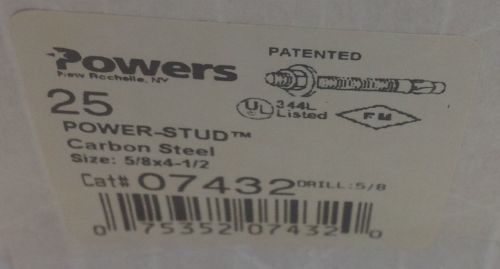 Powers
New Rochelle, NY
PATENTED
25
UL 344L
Listed
FM
POWER-STUD™
Carbon Steel
Size: 5/8x4-1/2
Cat# 07432 DRILL:5/8
0 75352 07432 0